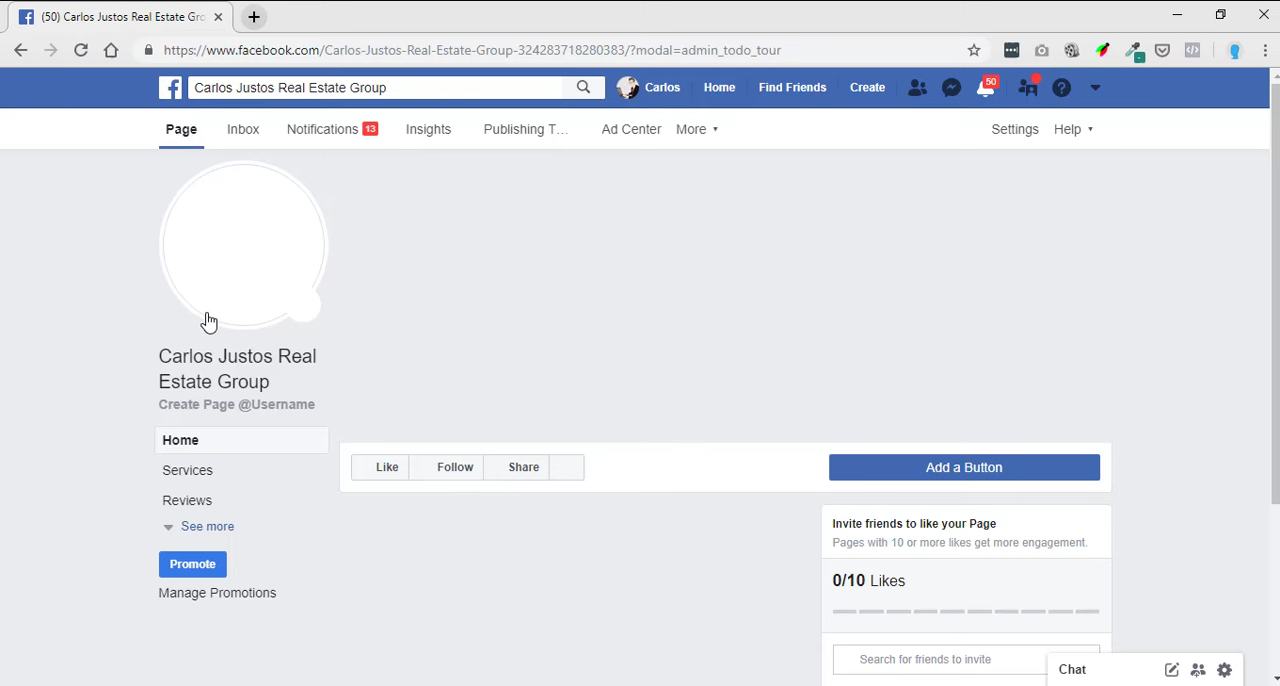 (50) Carlos Justos Real Estate Gro
https://www.facebook.com/Carlos-Justos-Real-Estate-Group-324283718280383/?modal=admin_todo_tour
Carlos Justos Real Estate Group
Carlos
Home
Find Friends
Create
50
Page
Inbox
Notifications 13
Insights
Publishing T...
Ad Center
More
Settings
Help
Carlos Justos Real
Estate Group
Create Page @Username
Home
Services
Reviews
See more
Promote
Manage Promotions
Like
Follow
Share
Add a Button
Invite friends to like your Page
Pages with 10 or more likes get more engagement.
0/10 Likes
Search for friends to invite
Chat